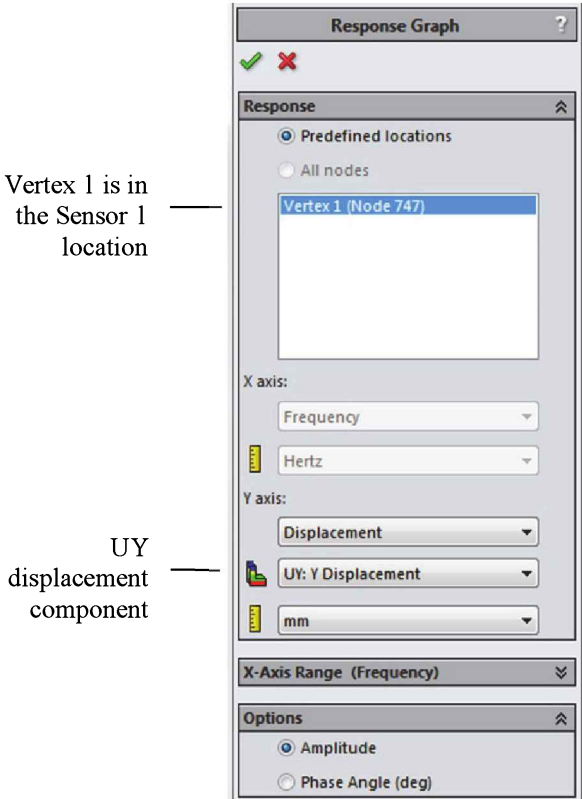 Response Graph ?
Response
Predefined locations
All nodes
Vertex 1 is in
the Sensor 1
location
Vertex 1 (Node 747)
X axis:
Frequency
Hertz
Y axis:
Displacement
UY
displacement
component
UY: Y Displacement
mm
X-Axis Range (Frequency)
Options
Amplitude
Phase Angle (deg)